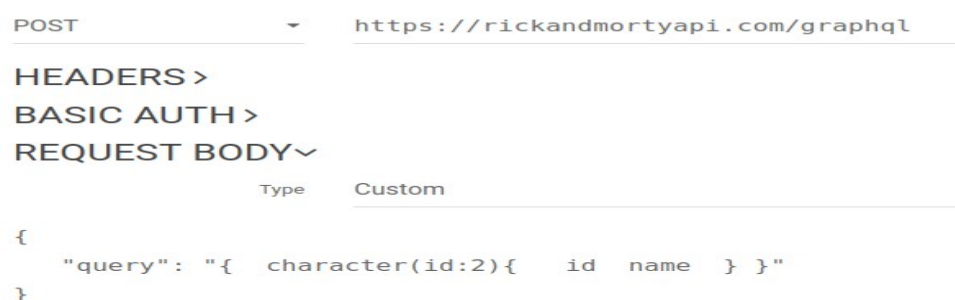 POST https://rickandmortyapi.com/graphql
HEADERS >
BASIC AUTH >
REQUEST BODY
Type Custom
{
"query": "{ character(id:2){ id name } }"
}